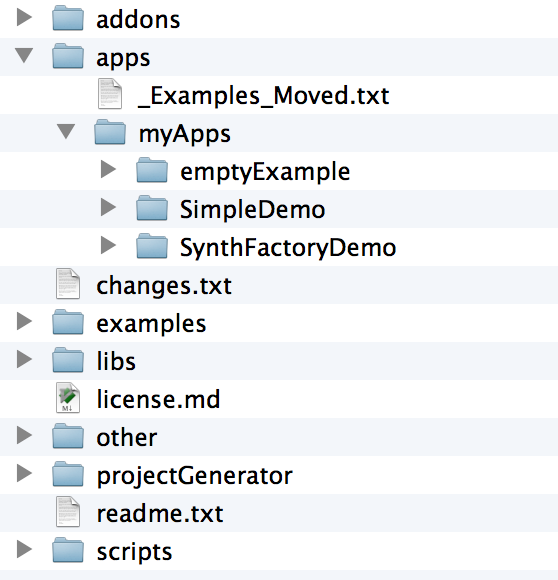 addons
apps
_Examples_Moved.txt
myApps
emptyExample
SimpleDemo
SynthFactoryDemo
changes.txt
examples
libs
M↓
license.md
other
projectGenerator
readme.txt
scripts